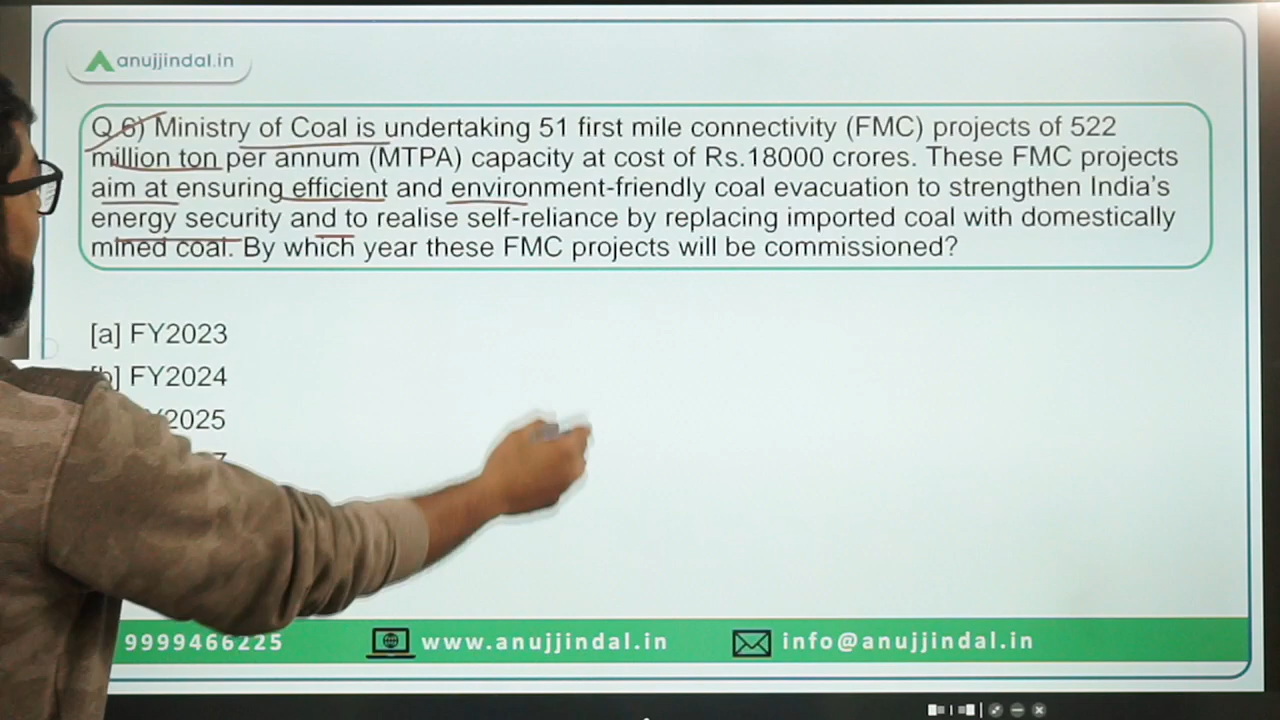 anujjindal.in
Q 6) Ministry of Coal is undertaking 51 first mile connectivity (FMC) projects of 522
million ton per annum (MTPA) capacity at cost of Rs.18000 crores. These FMC projects
aim at ensuring efficient and environment-friendly coal evacuation to strengthen India's
energy security and to realise self-reliance by replacing imported coal with domestically
mined coal. By which year these FMC projects will be commissioned?
[a] FY2023
[b] FY2024
2025
9999466225
www.anujjindal.in
info@anujjindal.in